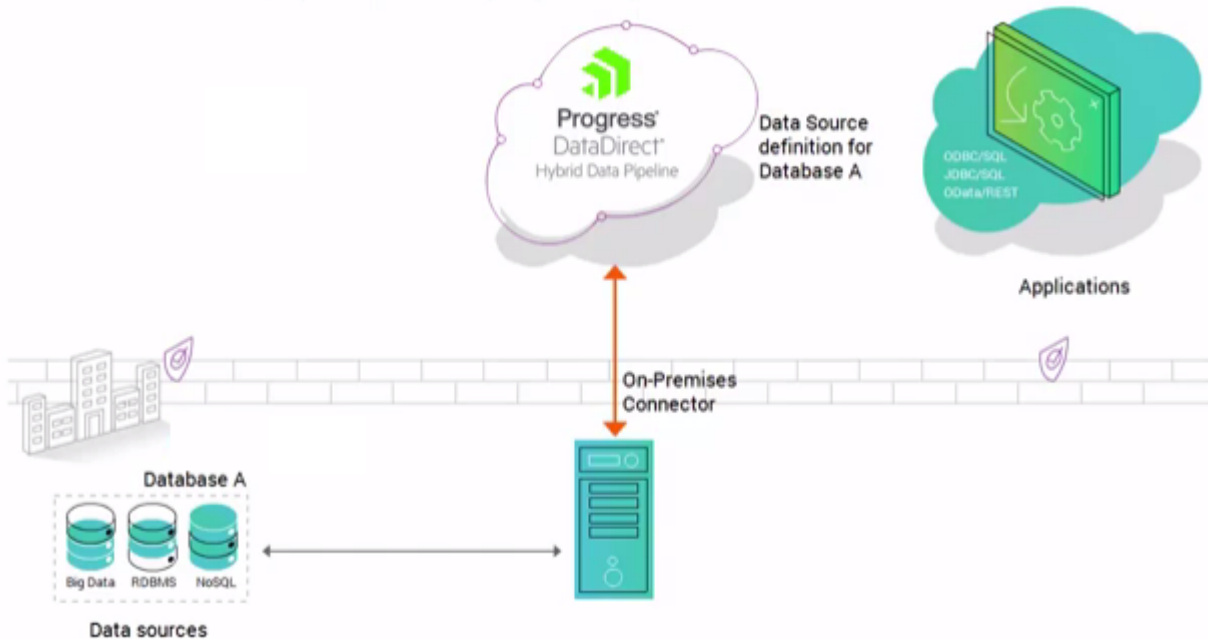 Progress®
DataDirect®
Hybrid Data Pipeline
Data Source
definition for
Database A
ODBC/SQL
JDBC/SQL
OData/REST
Applications
On-Premises
Connector
Database A
Big Data
RDBMS
NoSQL
Data sources